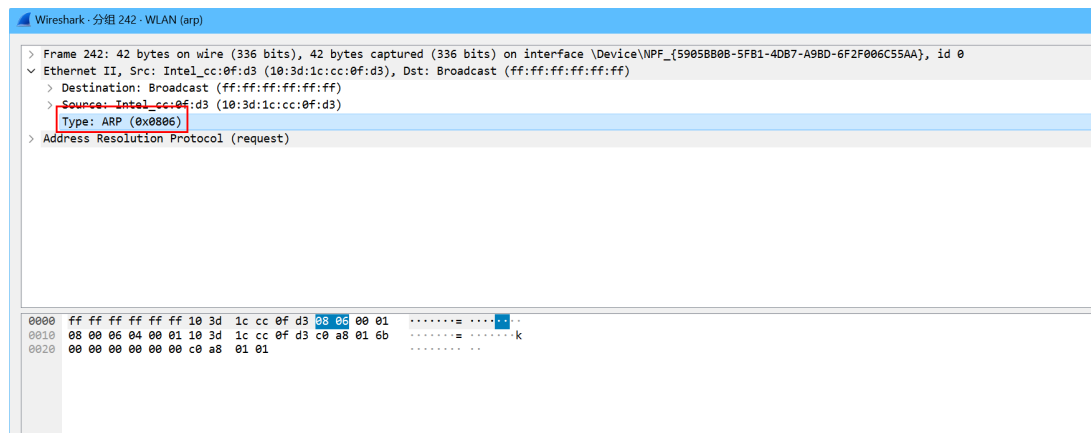 Wireshark · 分组 242 · WLAN (arp)
> Frame 242: 42 bytes on wire (336 bits), 42 bytes captured (336 bits) on interface \Device\NPF_{5905BB0B-5FB1-4DB7-A9BD-6F2F006C55AA}, id 0
Ethernet II, Src: Intel_cc:0f:d3 (10:3d:1c:cc:0f:d3), Dst: Broadcast (ff:ff:ff:ff:ff:ff)
> Destination: Broadcast (ff:ff:ff:ff:ff:ff)
> Source: Intel_cc:0f:d3 (10:3d:1c:cc:0f:d3)
Type: ARP (0x0806)
> Address Resolution Protocol (request)
0000 ff ff ff ff ff ff 10 3d 1c cc 0f d3 08 06 00 01 ·······= ········
0010 08 00 06 04 00 01 10 3d 1c cc 0f d3 c0 a8 01 6b ·······= ·······k
0020 00 00 00 00 00 00 c0 a8 01 01 ········ ··